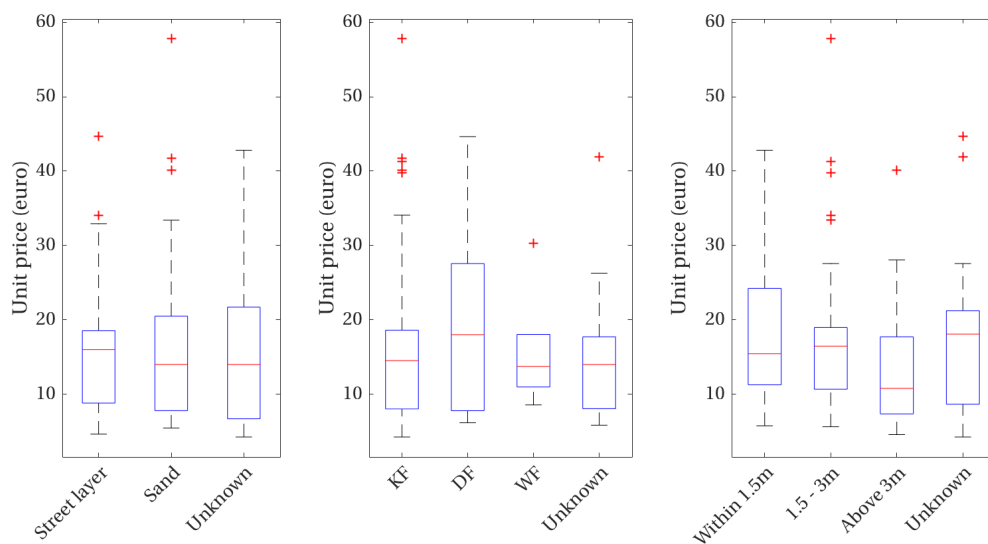 60
50
40
30
20
10
Unit price (euro)
Street layer
Sand
Unknown
60
50
40
30
20
10
Unit price (euro)
KF
DF
WF
Unknown
60
50
40
30
20
10
Unit price (euro)
Within 1.5m
1.5 - 3m
Above 3m
Unknown